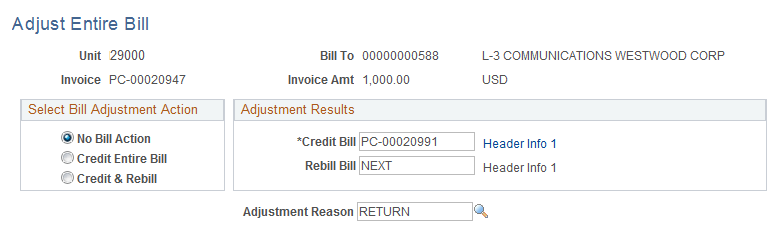 Adjust Entire Bill
Unit 29000 Bill To 00000000588 L-3 COMMUNICATIONS WESTWOOD CORP
Invoice PC-00020947 Invoice Amt 1,000.00 USD
Select Bill Adjustment Action Adjustment Results
No Bill Action
*Credit Bill PC-00020991 Header Info 1
Credit Entire Bill
Rebill Bill NEXT Header Info 1
Credit & Rebill
Adjustment Reason RETURN